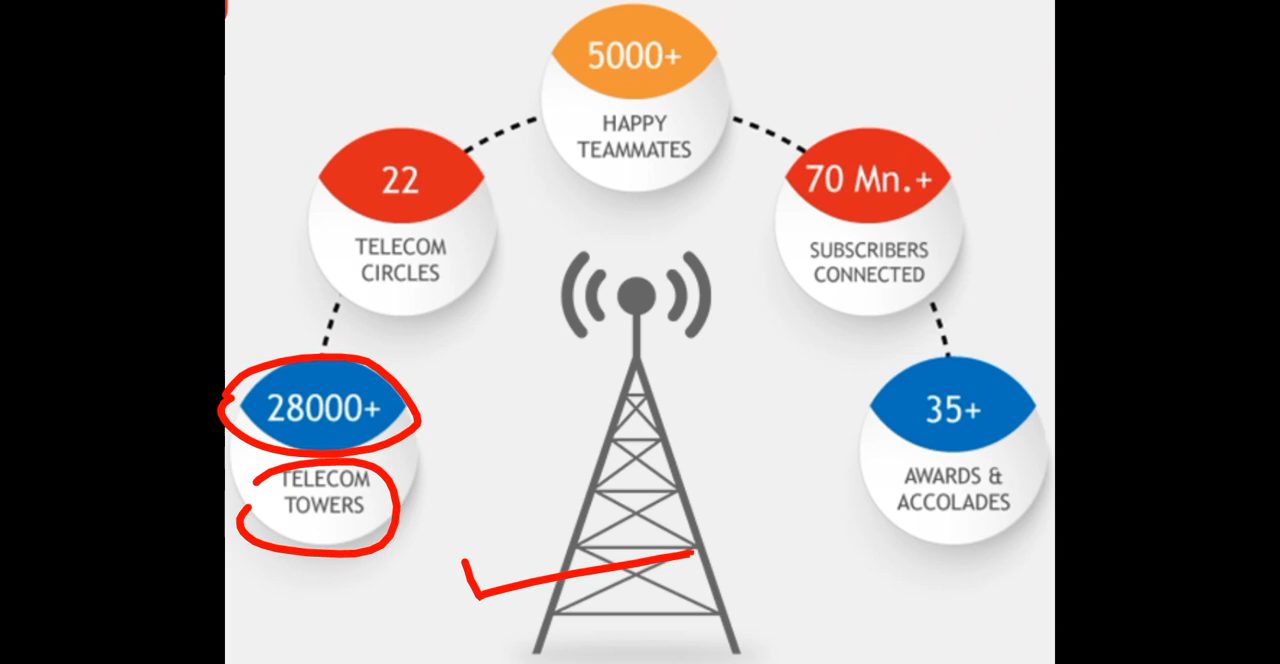 5000+
HAPPY
TEAMMATES
22
TELECOM
CIRCLES
70 Mn.+
SUBSCRIBERS
CONNECTED
28000+
TELECOM
TOWERS
35+
AWARDS &
ACCOLADES